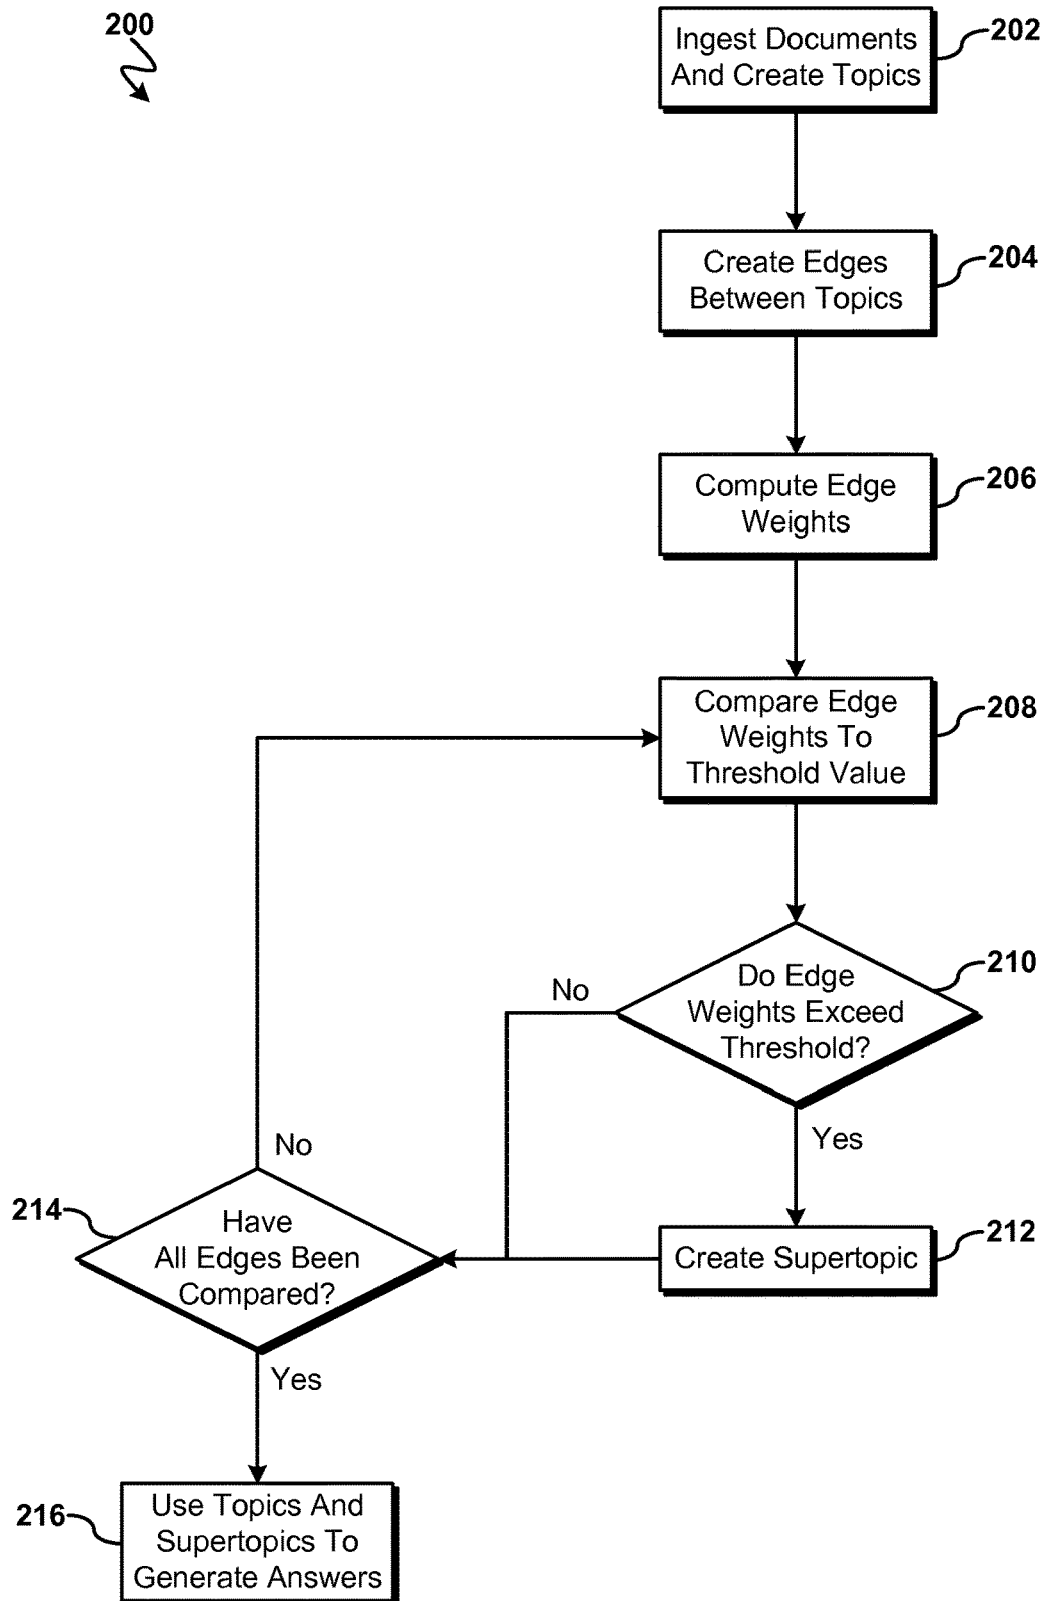 200
Ingest Documents
And Create Topics
202
Create Edges
Between Topics
204
Compute Edge
Weights
206
Compare Edge
Weights To
Threshold Value
208
Do Edge
Weights Exceed
Threshold?
210
No
Yes
Create Supertopic
212
No
214
Have
All Edges Been
Compared?
Yes
216
Use Topics And
Supertopics To
Generate Answers